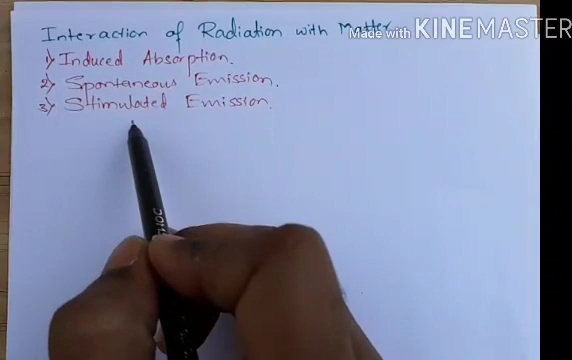 Interaction of Radiation with Matter.
Made with KINEMASTER
1) Induced Absorption.
2) Spontaneous Emission.
3) Stimulated Emission.